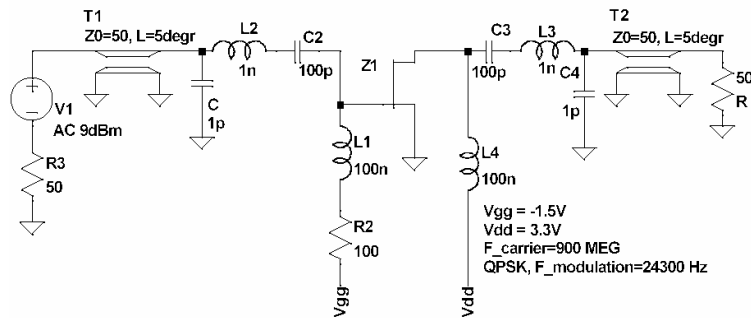 T1
Z0=50, L=5degr
L2
1n
C2
100p
C
1p
V1
AC 9dBm
R3
50
L1
100n
R2
100
Vgg
Z1
C3
100p
L3
1n
C4
1p
T2
Z0=50, L=5degr
50
R
L4
100n
Vdd
Vgg = -1.5V
Vdd = 3.3V
F_carrier=900 MEG
QPSK, F_modulation=24300 Hz